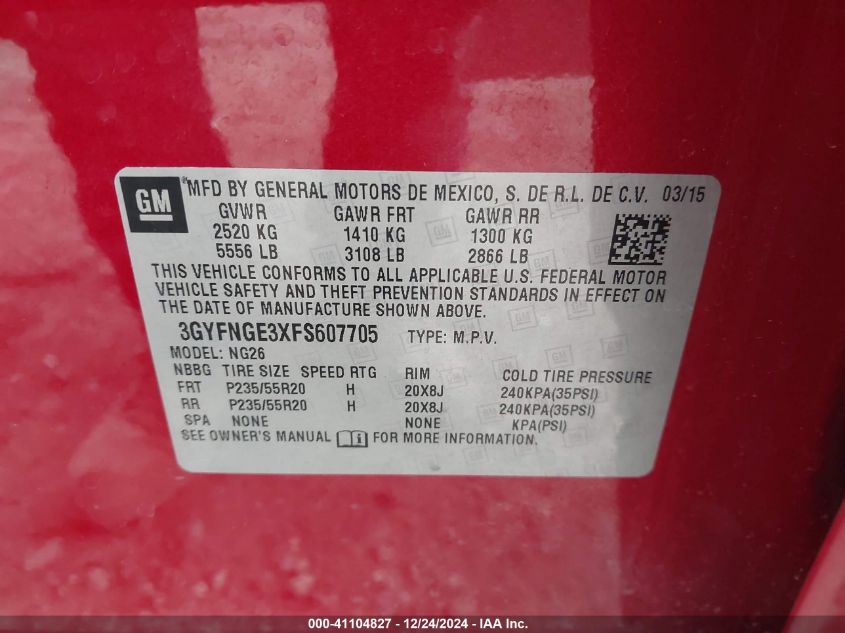 GM
MFD BY GENERAL MOTORS DE MEXICO, S. DE R.L. DE C.V. 03/15
GVWR GAWR FRT GAWR RR
2520 KG 1410 KG 1300 KG
5556 LB 3108 LB 2866 LB
THIS VEHICLE CONFORMS TO ALL APPLICABLE U.S. FEDERAL MOTOR
VEHICLE SAFETY AND THEFT PREVENTION STANDARDS IN EFFECT ON
THE DATE OF MANUFACTURE SHOWN ABOVE.
3GYFNGE3XFS607705 TYPE: M.P.V.
MODEL: NG26
NBBG TIRE SIZE SPEED RTG RIM COLD TIRE PRESSURE
FRT P235/55R20 H 20X8J 240KPA(35PSI)
RR P235/55R20 H 20X8J 240KPA(35PSI)
SPA NONE NONE KPA(PSI)
SEE OWNER'S MANUAL FOR MORE INFORMATION.
000-41104827 - 12/24/2024 - IAA Inc.